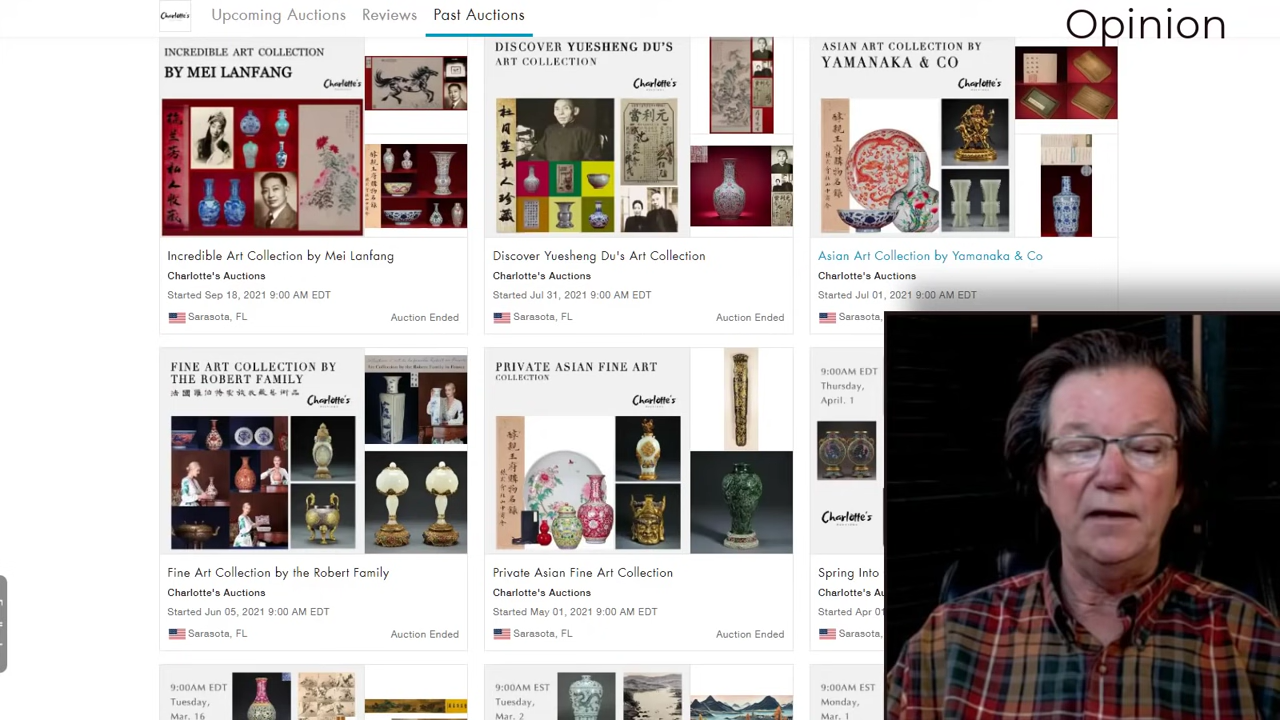 Charlotte's
Upcoming Auctions
Reviews
Past Auctions
Opinion
INCREDIBLE ART COLLECTION
BY MEI LANFANG
Charlotte's
Incredible Art Collection by Mei Lanfang
Charlotte's Auctions
Started Sep 18, 2021 9:00 AM EDT
Sarasota, FL
Auction Ended
DISCOVER YUESHENG DU'S
ART COLLECTION
Charlotte's
杜月笙私人珍藏
Discover Yuesheng Du's Art Collection
Charlotte's Auctions
Started Jul 31, 2021 9:00 AM EDT
Sarasota, FL
Auction Ended
ASIAN ART COLLECTION BY
YAMANAKA & CO
Charlotte's
Asian Art Collection by Yamanaka & Co
Charlotte's Auctions
Started Jul 01, 2021 9:00 AM EDT
Sarasota,
FINE ART COLLECTION BY
THE ROBERT FAMILY
Charlotte's
Fine Art Collection by the Robert Family
Charlotte's Auctions
Started Jun 05, 2021 9:00 AM EDT
Sarasota, FL
Auction Ended
PRIVATE ASIAN FINE ART
COLLECTION
Charlotte's
Private Asian Fine Art Collection
Charlotte's Auctions
Started May 01, 2021 9:00 AM EDT
Sarasota, FL
Auction Ended
9:00AM EDT
Thursday,
April. 1
Charlotte's
Spring Into
Charlotte's Au
Started Apr 01
Sarasota,
9:00AM EDT
Tuesday,
Mar. 16
9:00AM EST
Tuesday,
Mar. 2
9:00AM EST
Monday,
Mar. 1